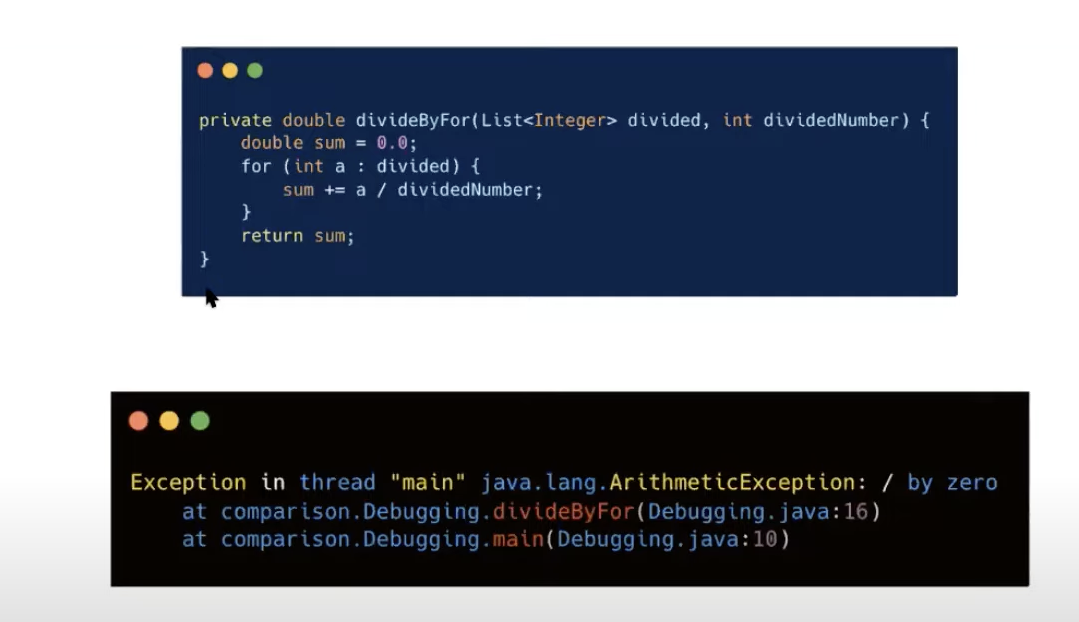 private double divideByFor(List<Integer> divided, int dividedNumber) {
    double sum = 0.0;
    for (int a : divided) {
        sum += a / dividedNumber;
    }
    return sum;
}
Exception in thread "main" java.lang.ArithmeticException: / by zero
    at comparison.Debugging.divideByFor(Debugging.java:16)
    at comparison.Debugging.main(Debugging.java:10)